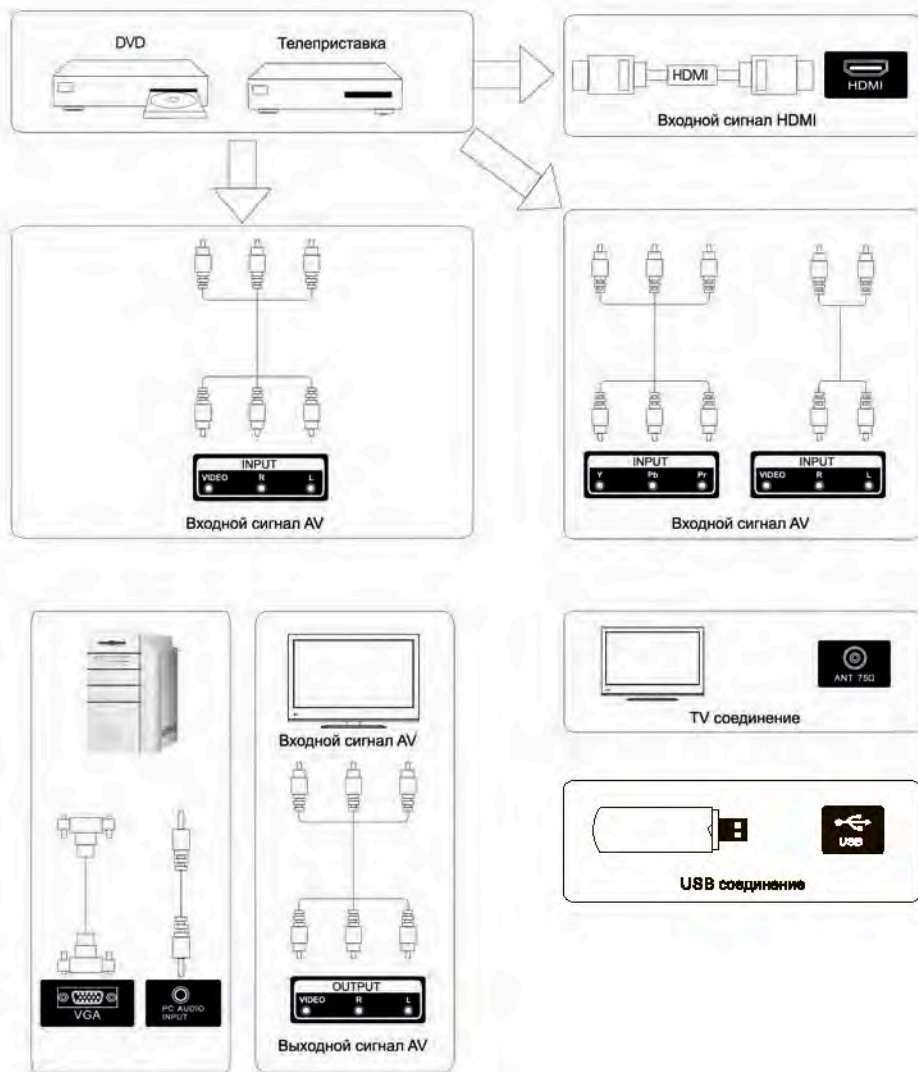 DVD
Телеприставка
HDMI
HDMI
Входной сигнал HDMI
INPUT
VIDEO R L
Входной сигнал AV
INPUT
Y Pb Pr
INPUT
VIDEO R L
Входной сигнал AV
VGA
PC AUDIO
INPUT
Входной сигнал AV
OUTPUT
VIDEO R L
Выходной сигнал AV
ANT 75Ω
TV соединение
USB
USB соединение